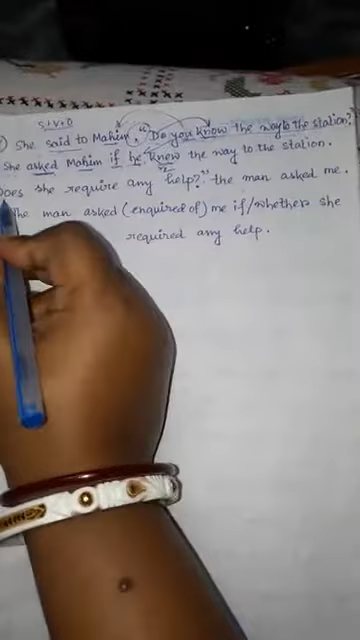 S+V+O
She said to Mahim, "Do you know the way to the station?"
She asked Mahim if he knew the way to the station.
Does she require any help?" the man asked me.
The man asked (enquired of) me if/whether she
required any help.